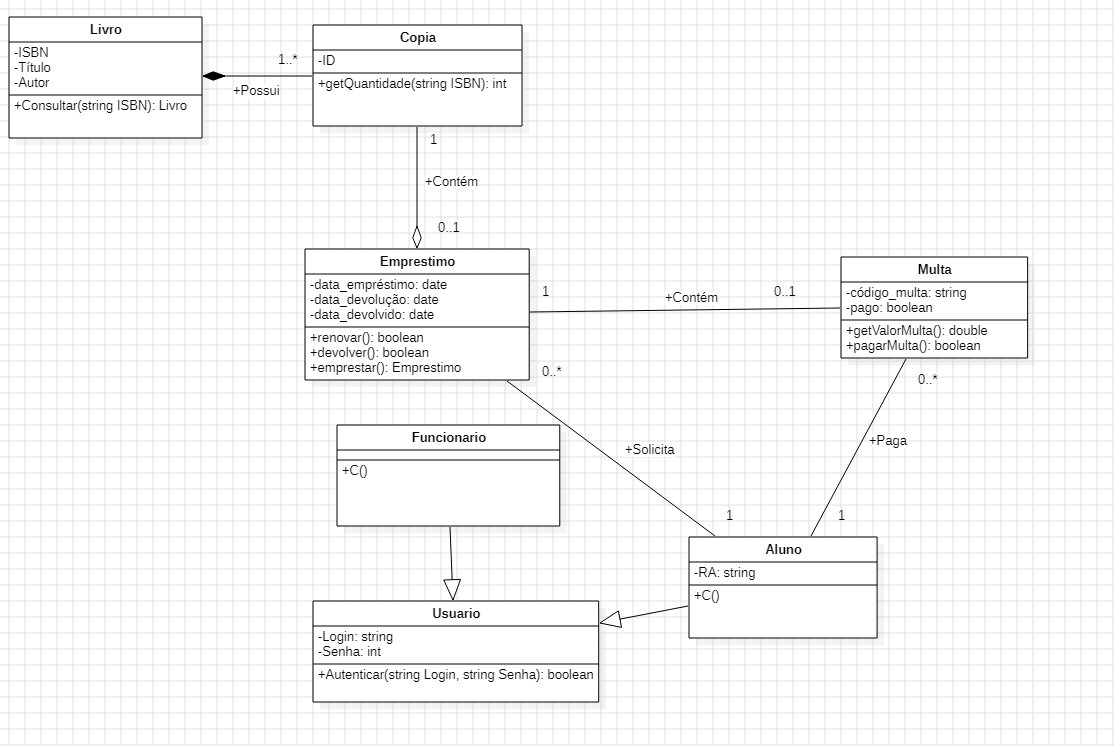 Livro
-ISBN
-Título
-Autor
+Consultar(string ISBN): Livro
1..*
+Possui
Copia
-ID
+getQuantidade(string ISBN): int
1
+Contém
0..1
Emprestimo
-data_empréstimo: date
-data_devolução: date
-data_devolvido: date
+renovar(): boolean
+devolver(): boolean
+emprestar(): Emprestimo
1
+Contém
0..1
Multa
-código_multa: string
-pago: boolean
+getValorMulta(): double
+pagarMulta(): boolean
0..*
+Solicita
1
0..*
+Paga
1
Funcionario
+C()
Aluno
-RA: string
+C()
Usuario
-Login: string
-Senha: int
+Autenticar(string Login, string Senha): boolean